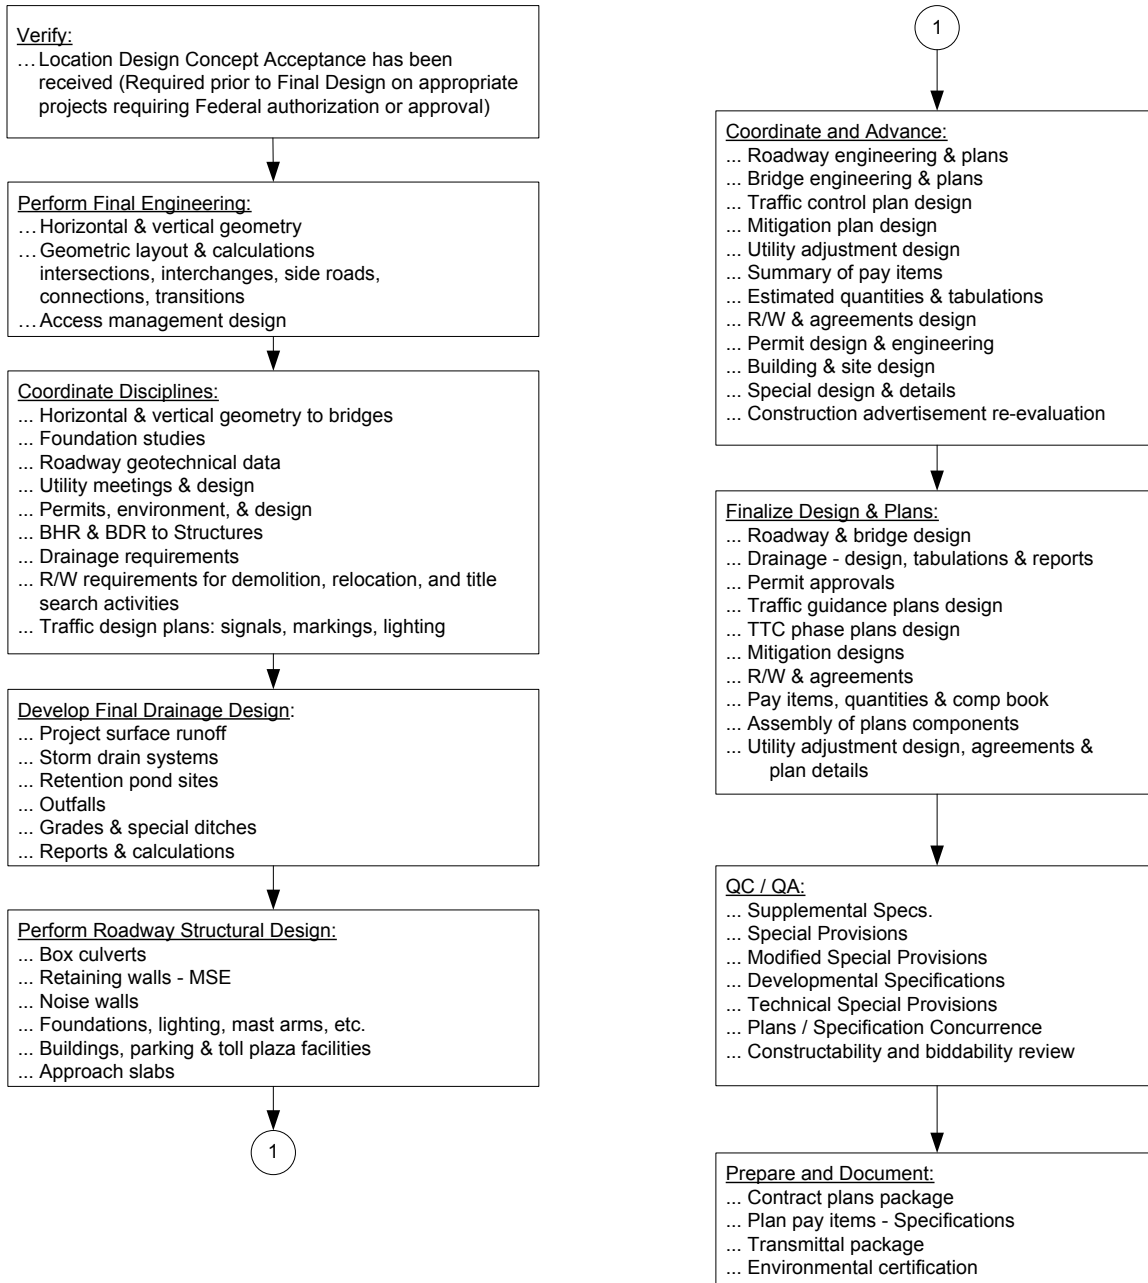 Verify:
…Location Design Concept Acceptance has been
received (Required prior to Final Design on appropriate
projects requiring Federal authorization or approval)
Perform Final Engineering:
…Horizontal & vertical geometry
…Geometric layout & calculations
intersections, interchanges, side roads,
connections, transitions
…Access management design
Coordinate Disciplines:
... Horizontal & vertical geometry to bridges
... Foundation studies
... Roadway geotechnical data
... Utility meetings & design
... Permits, environment, & design
... BHR & BDR to Structures
... Drainage requirements
... R/W requirements for demolition, relocation, and title
search activities
... Traffic design plans: signals, markings, lighting
Develop Final Drainage Design:
... Project surface runoff
... Storm drain systems
... Retention pond sites
... Outfalls
... Grades & special ditches
... Reports & calculations
Perform Roadway Structural Design:
... Box culverts
... Retaining walls - MSE
... Noise walls
... Foundations, lighting, mast arms, etc.
... Buildings, parking & toll plaza facilities
... Approach slabs
1
1
Coordinate and Advance:
... Roadway engineering & plans
... Bridge engineering & plans
... Traffic control plan design
... Mitigation plan design
... Utility adjustment design
... Summary of pay items
... Estimated quantities & tabulations
... R/W & agreements design
... Permit design & engineering
... Building & site design
... Special design & details
... Construction advertisement re-evaluation
Finalize Design & Plans:
... Roadway & bridge design
... Drainage - design, tabulations & reports
... Permit approvals
... Traffic guidance plans design
... TTC phase plans design
... Mitigation designs
... R/W & agreements
... Pay items, quantities & comp book
... Assembly of plans components
... Utility adjustment design, agreements &
plan details
QC / QA:
... Supplemental Specs.
... Special Provisions
... Modified Special Provisions
... Developmental Specifications
... Technical Special Provisions
... Plans / Specification Concurrence
... Constructability and biddability review
Prepare and Document:
... Contract plans package
... Plan pay items - Specifications
... Transmittal package
... Environmental certification